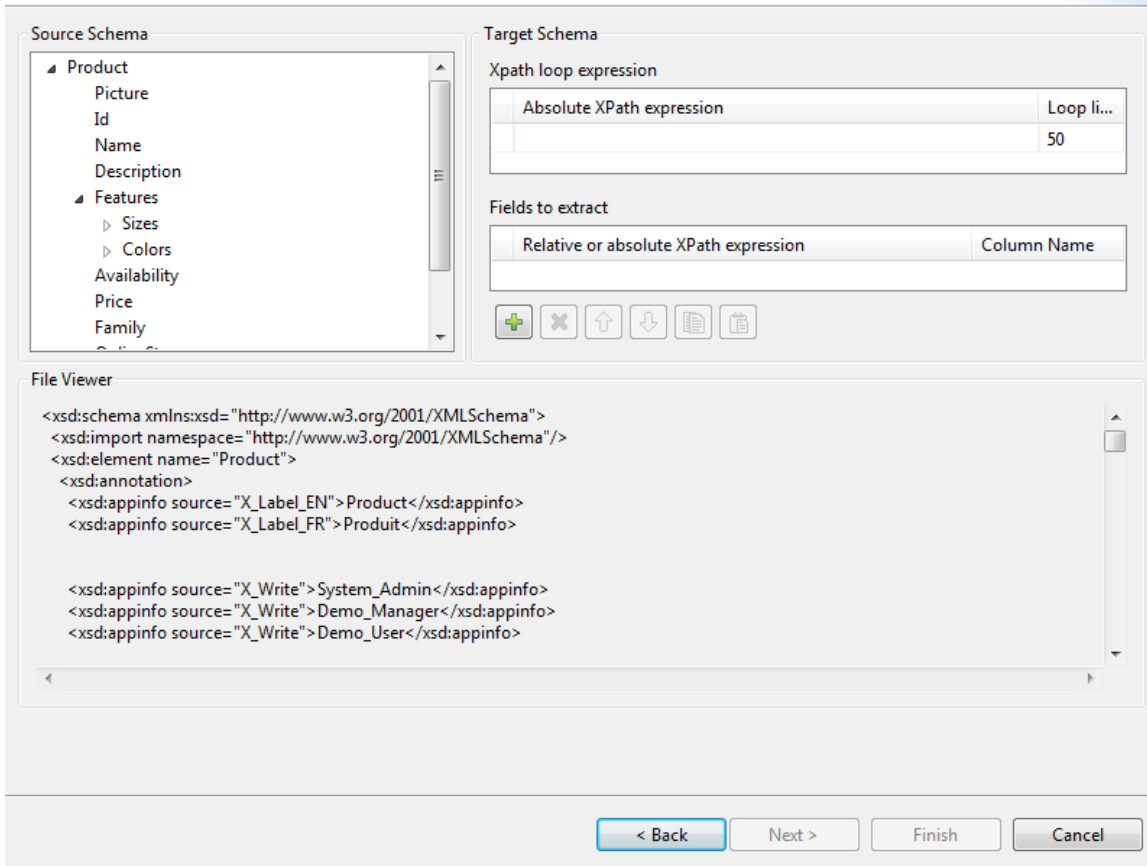 Source Schema
Product
Picture
Id
Name
Description
Features
Sizes
Colors
Availability
Price
Family
Target Schema
Xpath loop expression
Absolute XPath expression Loop li...
50
Fields to extract
Relative or absolute XPath expression Column Name
File Viewer
<xsd:schema xmlns:xsd="http://www.w3.org/2001/XMLSchema">
<xsd:import namespace="http://www.w3.org/2001/XMLSchema"/>
<xsd:element name="Product">
<xsd:annotation>
<xsd:appinfo source="X_Label_EN">Product</xsd:appinfo>
<xsd:appinfo source="X_Label_FR">Produit</xsd:appinfo>
<xsd:appinfo source="X_Write">System_Admin</xsd:appinfo>
<xsd:appinfo source="X_Write">Demo_Manager</xsd:appinfo>
<xsd:appinfo source="X_Write">Demo_User</xsd:appinfo>
< Back Next > Finish Cancel